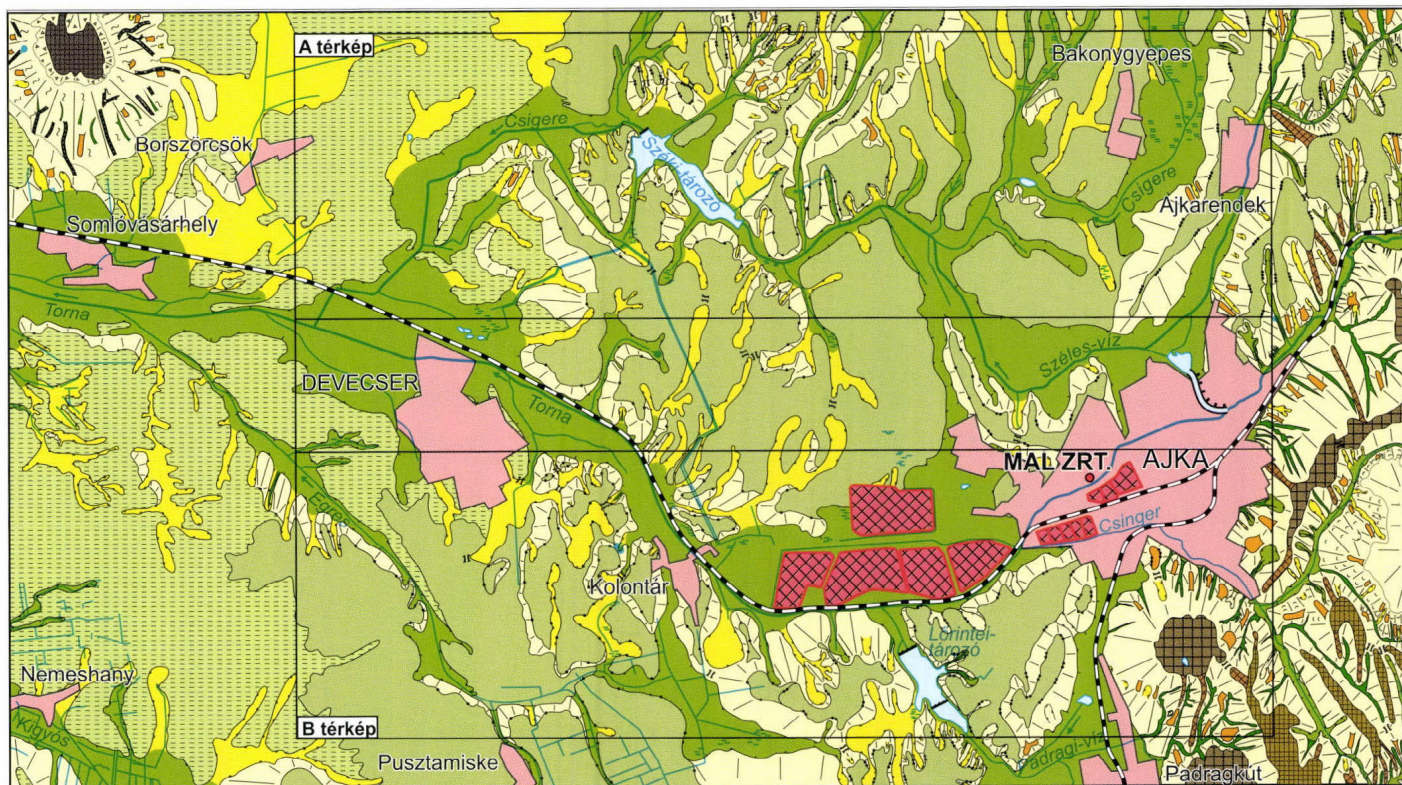 A térkép
Bakonygyepes
Csigere
Borszörcsök
Széki-tározó
Csigere
Ajkarendek
Somlóvásárhely
Torna
Széles-víz
DEVECSER
Torna
MAL ZRT.
AJKA
Csinger
Kolontár
Lőrintei-
tározó
Nemeshany
Kígyós
B térkép
Pusztamiske
Padragi-víz
Padragkút